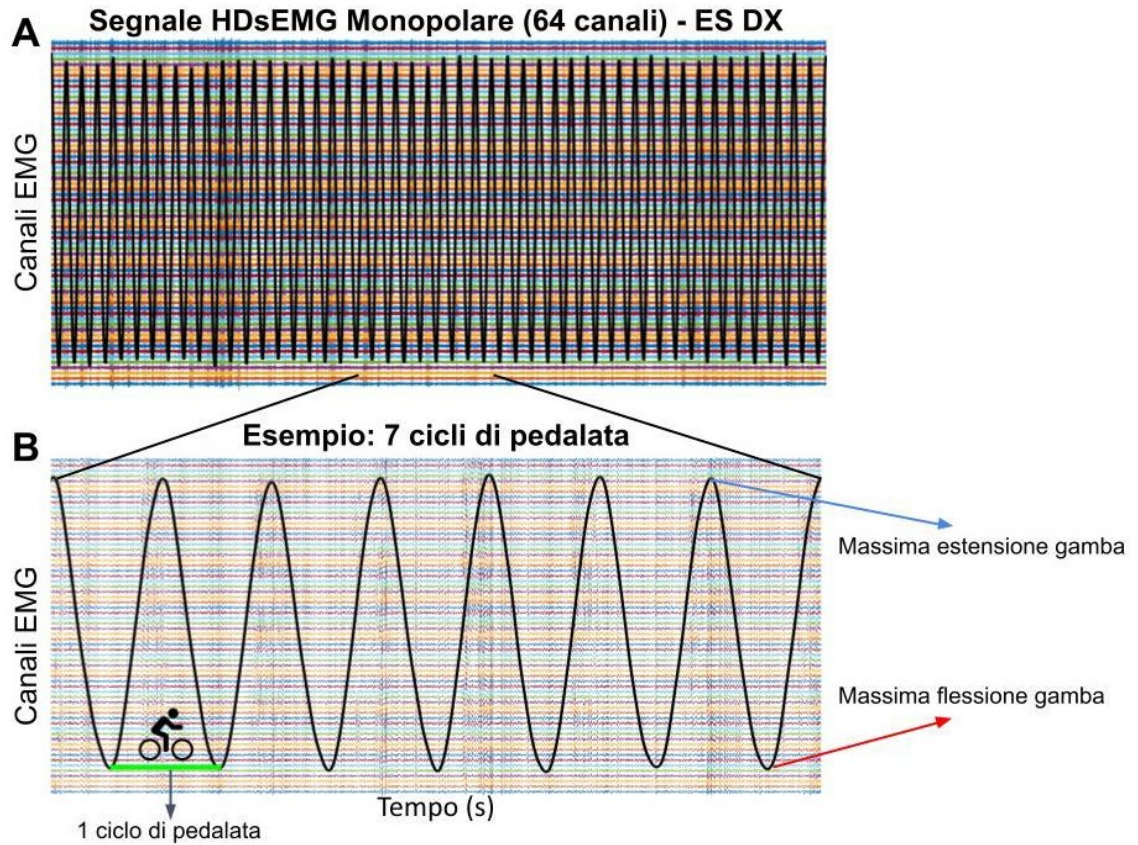 A
Segnale HDsEMG Monopolare (64 canali) - ES DX
Canali EMG
B
Esempio: 7 cicli di pedalata
Canali EMG
Massima estensione gamba
Massima flessione gamba
Tempo (s)
1 ciclo di pedalata